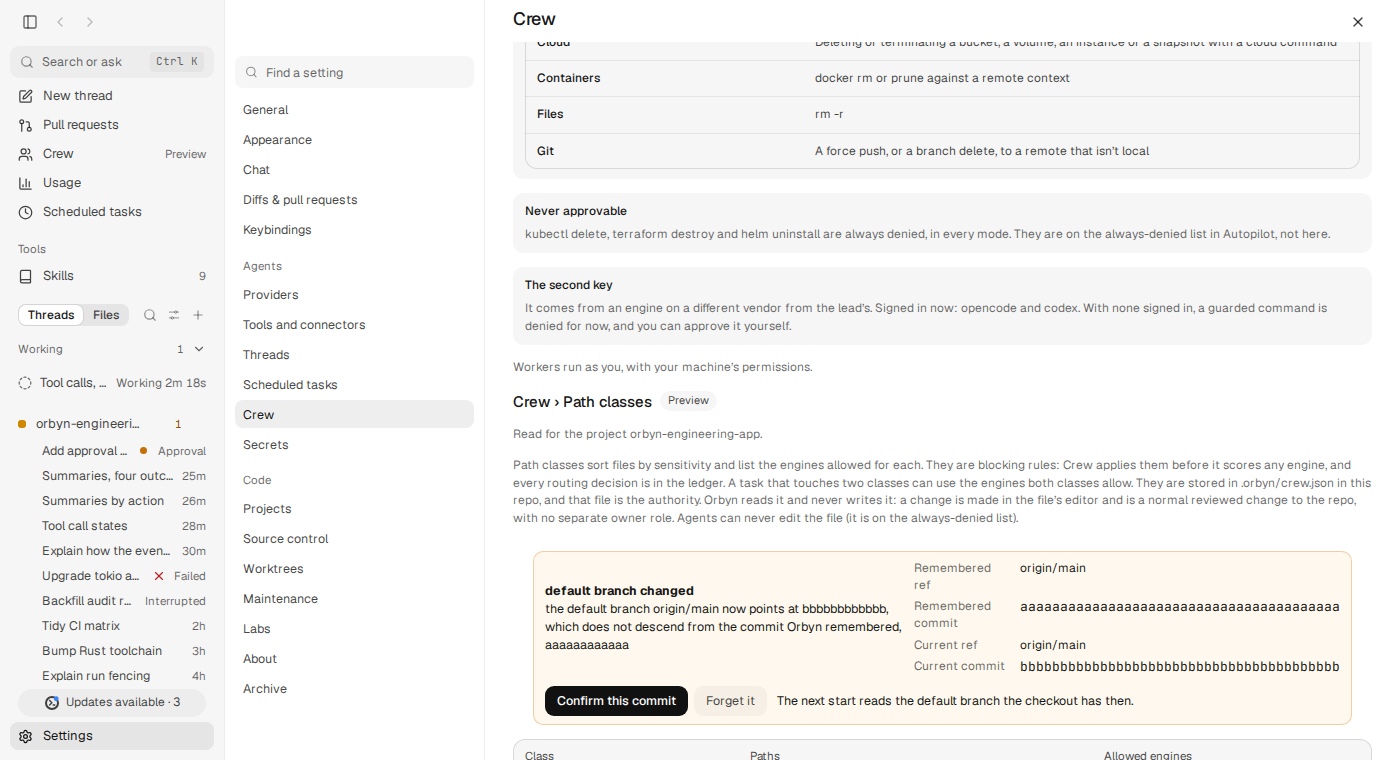 Search or ask
Ctrl K
New thread
Pull requests
Crew
Preview
Usage
Scheduled tasks
Tools
Skills
9
Threads
Files
Working
1
Tool calls, ...
Working 2m 18s
orbyn-engineeri...
1
Add approval ...
Approval
Summaries, four outc...
25m
Summaries by action
26m
Tool call states
28m
Explain how the even...
30m
Upgrade tokio a...
Failed
Backfill audit r...
Interrupted
Tidy CI matrix
2h
Bump Rust toolchain
3h
Explain run fencing
4h
Updates available · 3
Settings
Find a setting
General
Appearance
Chat
Diffs & pull requests
Keybindings
Agents
Providers
Tools and connectors
Threads
Scheduled tasks
Crew
Secrets
Code
Projects
Source control
Worktrees
Maintenance
Labs
About
Archive
Crew
Cloud
Deleting or terminating a bucket, a volume, an instance or a snapshot with a cloud command
Containers
docker rm or prune against a remote context
Files
rm -r
Git
A force push, or a branch delete, to a remote that isn't local
Never approvable
kubectl delete, terraform destroy and helm uninstall are always denied, in every mode. They are on the always-denied list in Autopilot, not here.
The second key
It comes from an engine on a different vendor from the lead's. Signed in now: opencode and codex. With none signed in, a guarded command is
denied for now, and you can approve it yourself.
Workers run as you, with your machine's permissions.
Crew › Path classes
Preview
Read for the project orbyn-engineering-app.
Path classes sort files by sensitivity and list the engines allowed for each. They are blocking rules: Crew applies them before it scores any engine, and
every routing decision is in the ledger. A task that touches two classes can use the engines both classes allow. They are stored in .orbyn/crew.json in this
repo, and that file is the authority. Orbyn reads it and never writes it: a change is made in the file's editor and is a normal reviewed change to the repo,
with no separate owner role. Agents can never edit the file (it is on the always-denied list).
default branch changed
the default branch origin/main now points at bbbbbbbbbbbb,
which does not descend from the commit Orbyn remembered,
aaaaaaaaaaaa
Remembered
ref
origin/main
Remembered
commit
aaaaaaaaaaaaaaaaaaaaaaaaaaaaaaaaaaaaaaaa
Current ref
origin/main
Current commit
bbbbbbbbbbbbbbbbbbbbbbbbbbbbbbbbbbbbbbbb
Confirm this commit
Forget it
The next start reads the default branch the checkout has then.
Class
Paths
Allowed engines